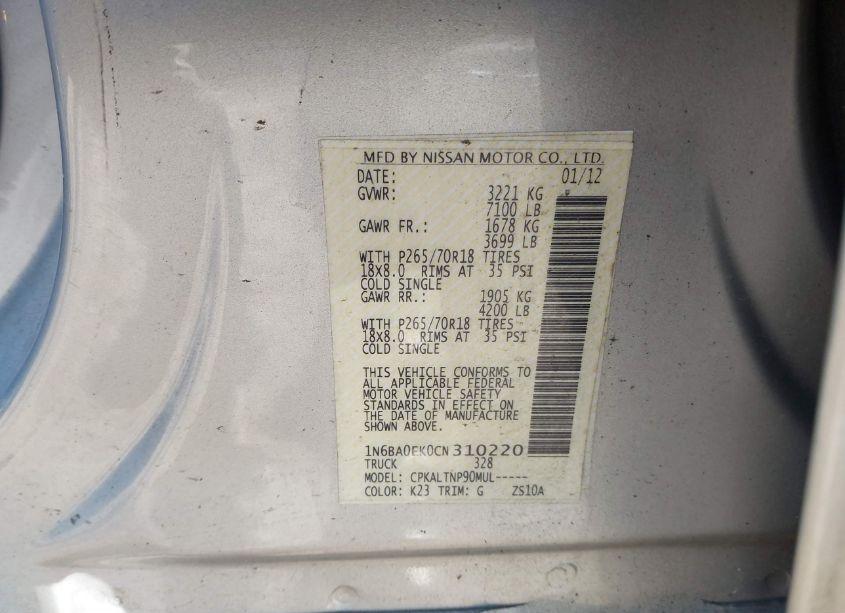 MFD BY NISSAN MOTOR CO., LTD.
DATE: 01/12
GVWR: 3221 KG
7100 LB
GAWR FR.: 1678 KG
3699 LB
WITH P265/70R18 TIRES
18X8.0 RIMS AT 35 PSI
COLD SINGLE
GAWR RR.: 1905 KG
4200 LB
WITH P265/70R18 TIRES
18X8.0 RIMS AT 35 PSI
COLD SINGLE
THIS VEHICLE CONFORMS TO
ALL APPLICABLE FEDERAL
MOTOR VEHICLE SAFETY
STANDARDS IN EFFECT ON
THE DATE OF MANUFACTURE
SHOWN ABOVE.
1N6BA0EK0CN310220
TRUCK 328
MODEL: CPKALTNP90MUL-----
COLOR: K23 TRIM: G ZS10A